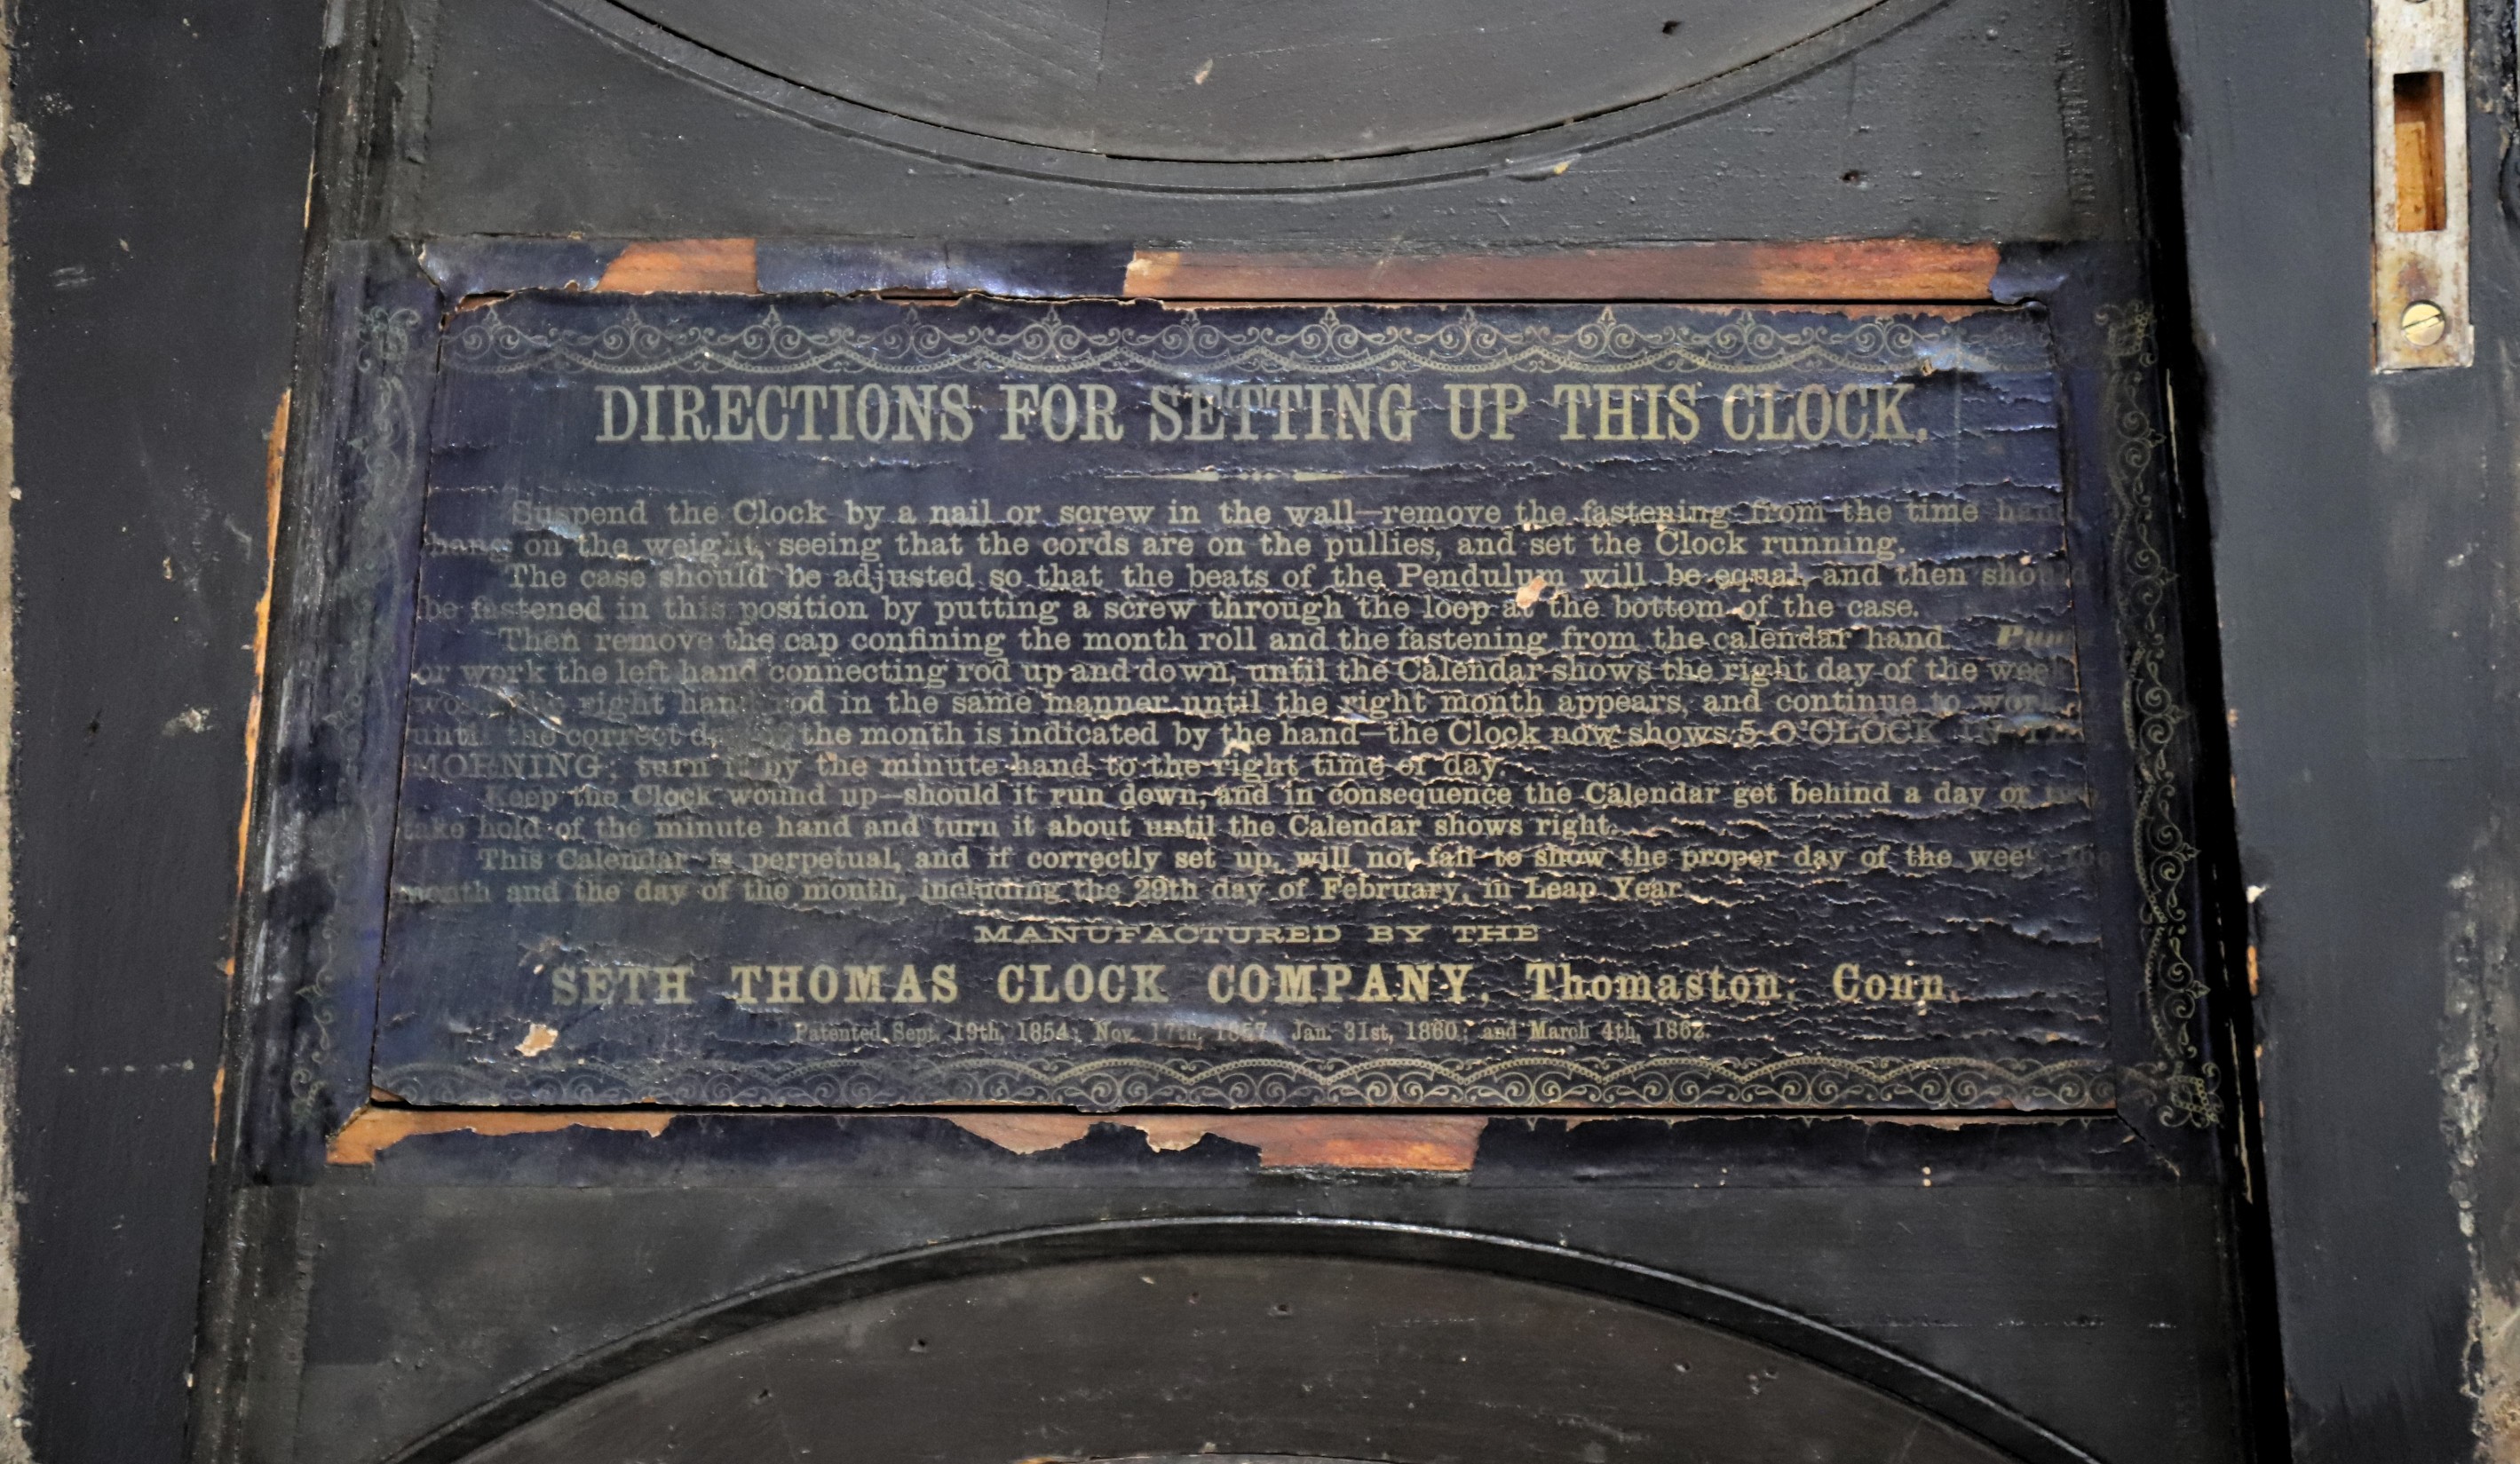 DIRECTIONS FOR SETTING UP THIS CLOCK.
Suspend the Clock by a nail or screw in the wall—remove the fastening from the time
hang on the weight, seeing that the cords are on the pullies, and set the Clock running.
The case should be adjusted so that the beats of the Pendulum will be equal, and then should
be fastened in this position by putting a screw through the loop at the bottom of the case.
Then remove the cap confining the month roll and the fastening from the calendar hand.
or work the left hand connecting rod up and down, until the Calendar shows the right day of the week
the right hand rod in the same manner until the right month appears, and continue to work,
until the correct the month is indicated by the hand—the Clock now shows 5 O'CLOCK IN
MORNING; turn it by the minute hand to the right time of day.
Keep the Clock wound up—should it run down, and in consequence the Calendar get behind a day or
take hold of the minute hand and turn it about until the Calendar shows right.
This Calendar is perpetual, and if correctly set up, will not fail to show the proper day of the week, the
month and the day of the month, including the 29th day of February, in Leap Year.
MANUFACTURED BY THE
SETH THOMAS CLOCK COMPANY, Thomaston, Conn.
Patented Sept. 19th, 1854; Nov. 17th, 1857; Jan. 31st, 1860; and March 4th, 1862.